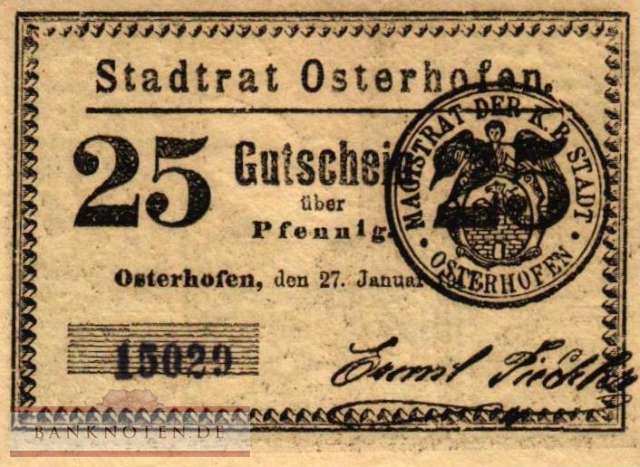 Stadtrat Osterhofen.
25 Gutschein 25
über
Pfennig.
Osterhofen, den 27. Januar
MAGISTRAT DER K. B. STADT
• OSTERHOFEN •
15029
BANKNOTEN.DE